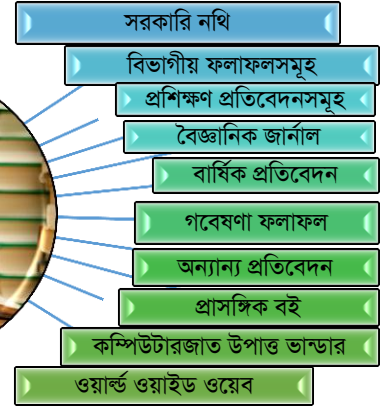 সরকারি নথি
বিভাগীয় ফলাফলসমূহ
প্রশিক্ষণ প্রতিবেদনসমূহ
বৈজ্ঞানিক জার্নাল
বার্ষিক প্রতিবেদন
গবেষণা ফলাফল
অন্যান্য প্রতিবেদন
প্রাসঙ্গিক বই
কম্পিউটারজাত উপাত্ত ভান্ডার
ওয়ার্ল্ড ওয়াইড ওয়েব